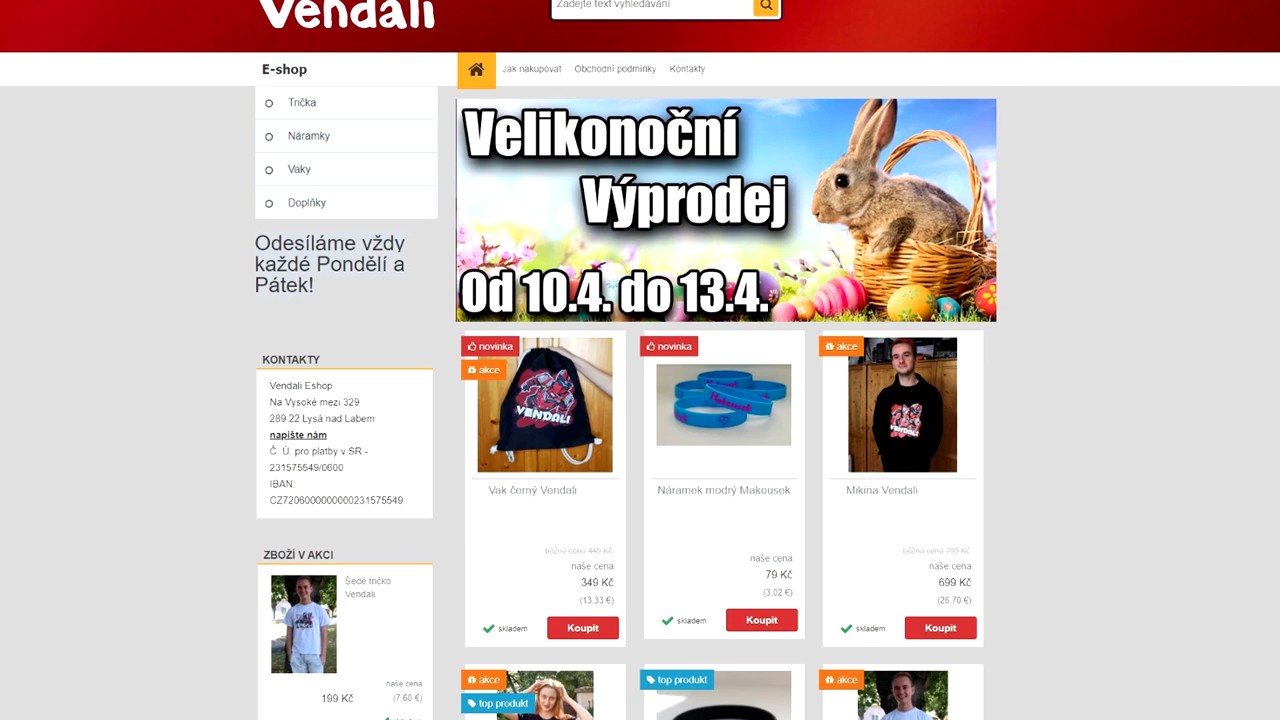 Vendali
Zadejte text vyhledávání
E-shop
Jak nakupovat
Obchodní podmínky
Kontakty
Trička
Náramky
Vaky
Doplňky
Odesíláme vždy
každé Pondělí a
Pátek!
Velikonoční
Výprodej
Od 10.4. do 13.4.
KONTAKTY
Vendali Eshop
Na Vysoké mezi 329
289 22 Lysá nad Labem
napište nám
Č. Ú. pro platby v SR -
231575549/0600
IBAN:
CZ7206000000000231575549
ZBOŽÍ V AKCI
Šedé tričko
Vendali
naše cena
199 Kč
(7,60 €)
novinka
akce
VENDALI
Vak černý Vendali
běžná cena 449 Kč
naše cena
349 Kč
(13,33 €)
skladem
Koupit
novinka
Makousek
Náramek modrý Makousek
naše cena
79 Kč
(3,02 €)
skladem
Koupit
akce
VENDALI
Mikina Vendali
běžná cena 799 Kč
naše cena
699 Kč
(26,70 €)
skladem
Koupit
akce
top produkt
top produkt
akce